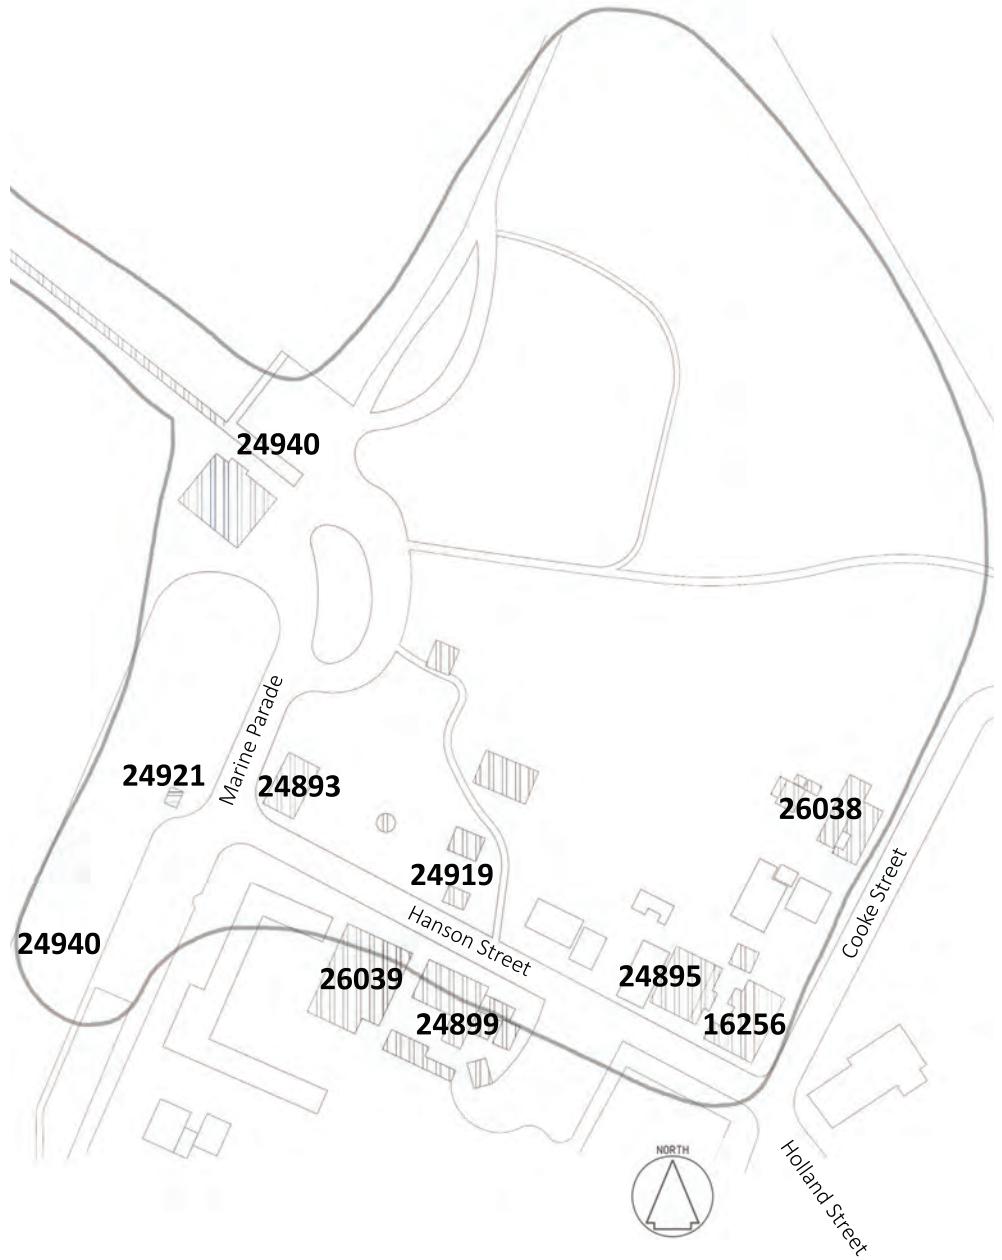 24940
Marine Parade
24921
24893
26038
24919
Cooke Street
Hanson Street
24940
26039
24895
24899
16256
NORTH
Holland Street